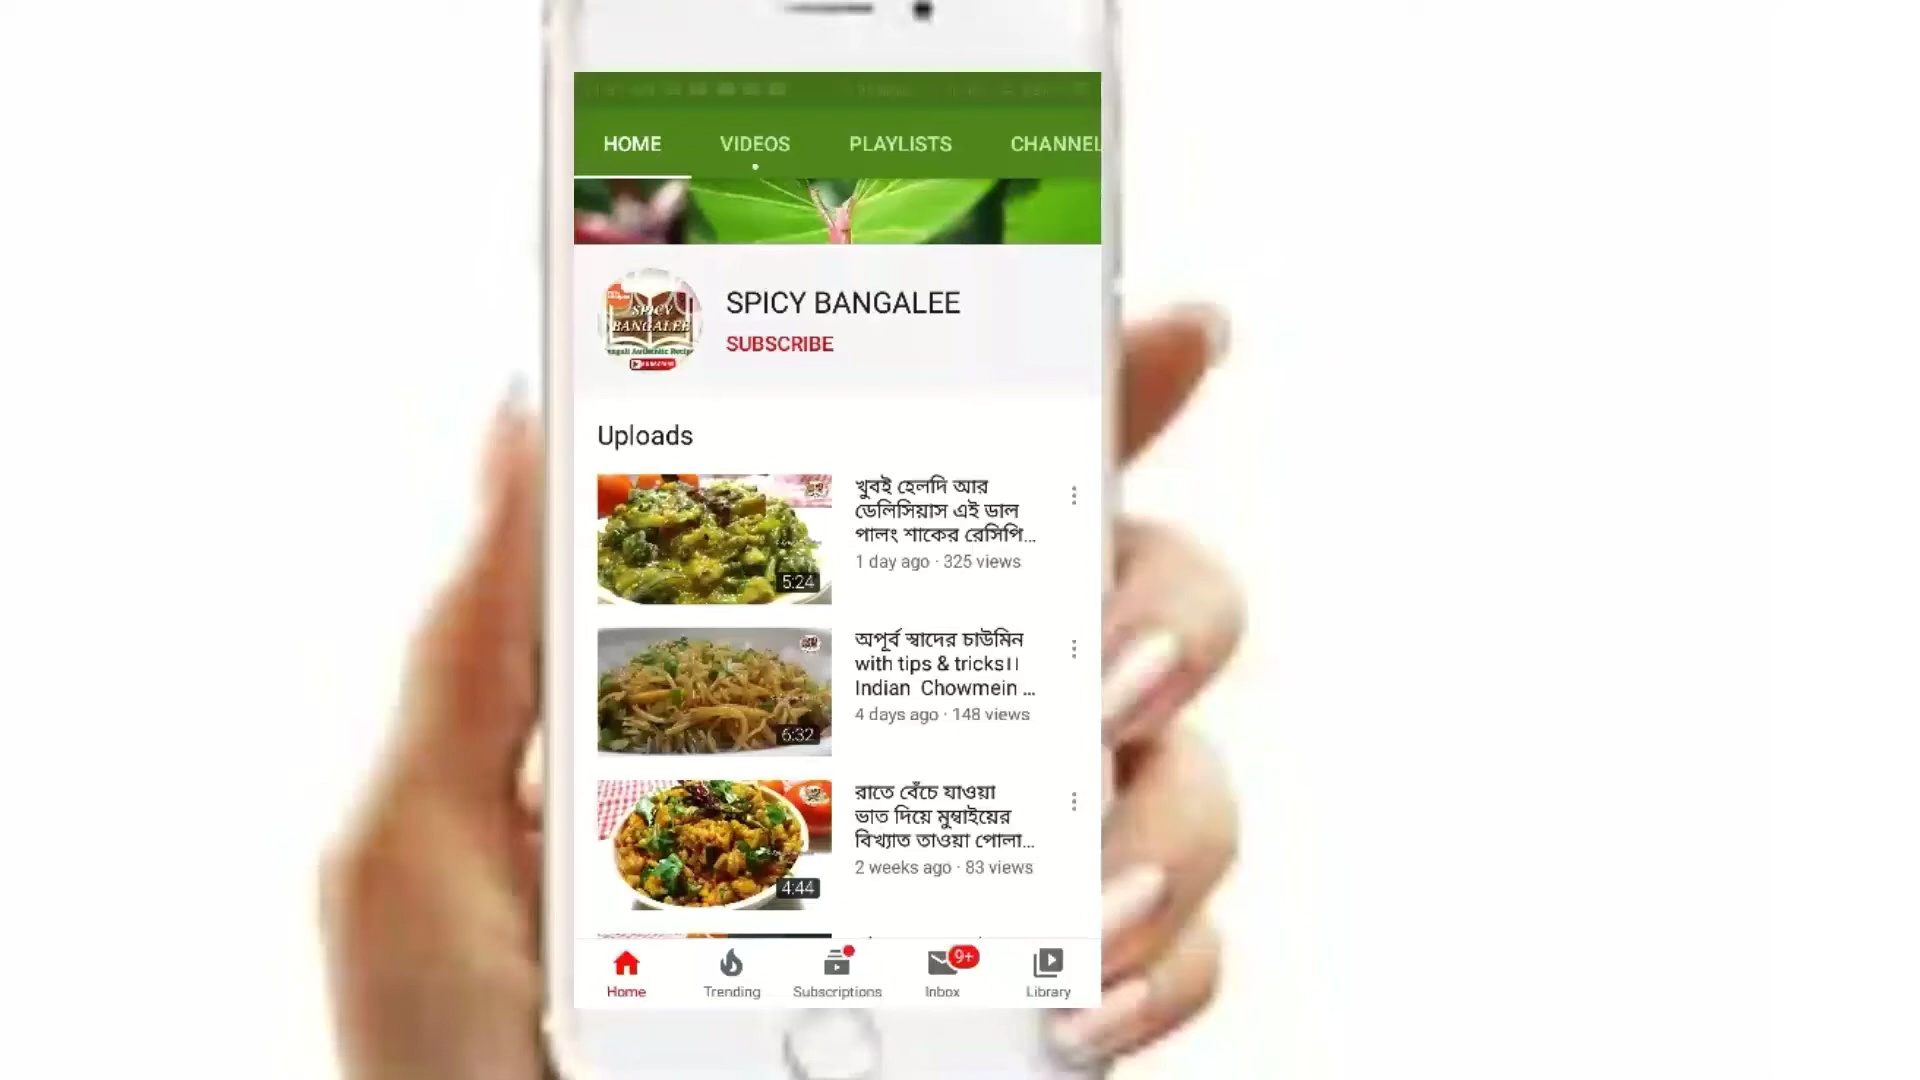 HOME VIDEOS PLAYLISTS CHANNEL
SPICY BANGALEE
SPICY
BANGALEE
SUBSCRIBE
Uploads
খুবই হেলদি আর
ডেলিসিয়াস এই ডাল
পালং শাকের রেসিপি...
5:24
1 day ago · 325 views
অপূর্ব স্বাদের চাউমিন
with tips & tricks।।
Indian Chowmein ...
6:32
4 days ago · 148 views
রাতে বেঁচে যাওয়া
ভাত দিয়ে মুম্বাইয়ের
বিখ্যাত তাওয়া পোলা...
4:44
2 weeks ago · 83 views
9+
Home Trending Subscriptions Inbox Library